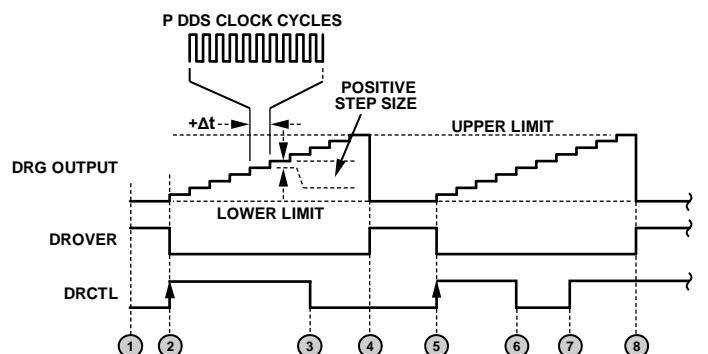 P DDS CLOCK CYCLES
POSITIVE
STEP SIZE
+Δt
UPPER LIMIT
DRG OUTPUT
LOWER LIMIT
DROVER
DRCTL
1 2 3 4 5 6 7 8